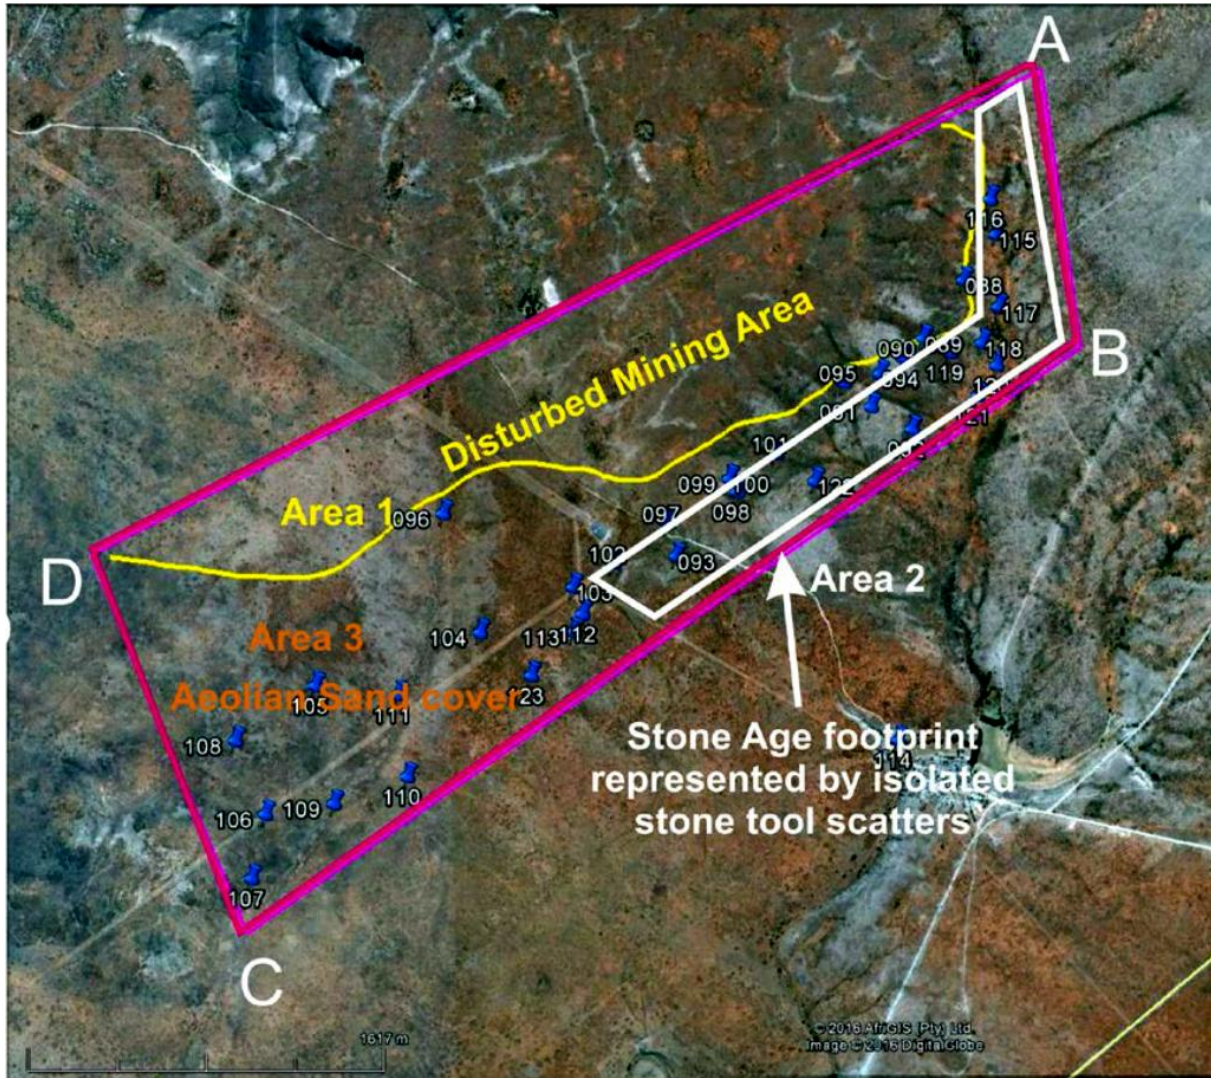 A
116
115
088
117
Disturbed Mining Area
090
089
118
B
095
094
119
121
101
099
100
122
098
Area 1
096
097
102
093
D
103
Area 2
Area 3
104
113
112
Aeolian Sand cover
105
111
23
108
Stone Age footprint
114
represented by isolated
stone tool scatters
110
106
109
107
C
1617 m
© 2016 AfriGIS (Pty) Ltd.
Image © 2016 DigitalGlobe